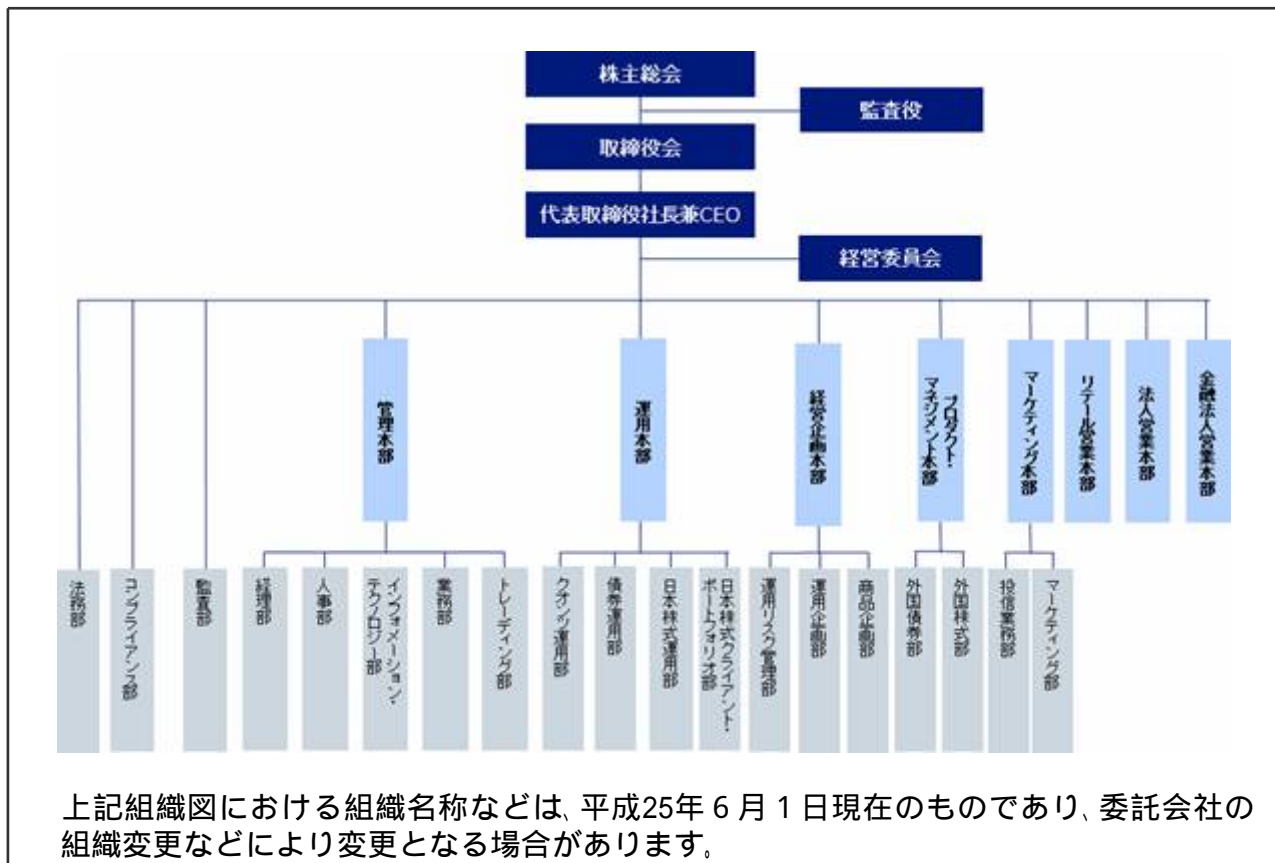 株主総会
監査役
取締役会
代表取締役社長兼CEO
経営委員会
管理本部
運用本部
経営企画本部
プロダクト・
マネジメント本部
マーケティング本部
リテール営業本部
法人営業本部
金融法人営業本部
法務部
コンプライアンス部
監査部
経理部
人事部
インフォメーション・
テクノロジー部
業務部
トレーディング部
クオンツ運用部
債券運用部
日本株式運用部
日本株式クライアント・
ポートフォリオ部
運用リスク管理部
運用企画部
商品企画部
外国債券部
外国株式部
投信業務部
マーケティング部
上記組織図における組織名称などは、平成25年６月１日現在のものであり、委託会社の
組織変更などにより変更となる場合があります。